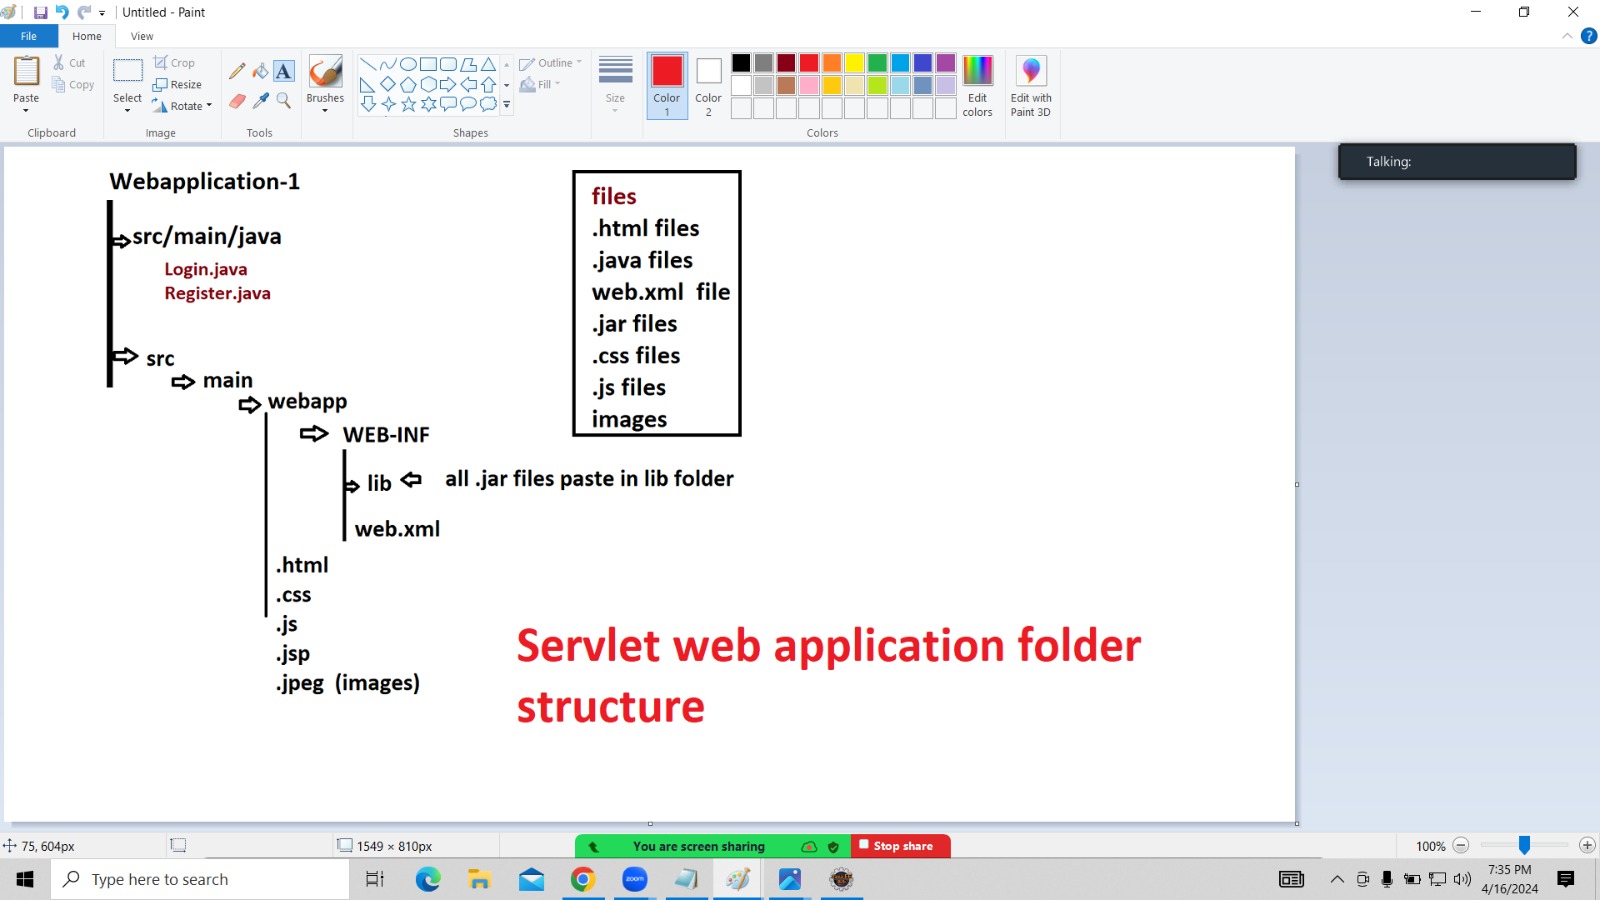 Untitled - Paint
File
Home
View
Paste
Cut
Copy
Clipboard
Select
Crop
Resize
Rotate
Image
Tools
Brushes
Shapes
Outline
Fill
Size
Color 1
Color 2
Edit colors
Colors
Edit with Paint 3D
Talking:
Webapplication-1
src/main/java
Login.java
Register.java
src
main
webapp
WEB-INF
lib
all .jar files paste in lib folder
web.xml
.html
.css
.js
.jsp
.jpeg (images)
files
.html files
.java files
web.xml file
.jar files
.css files
.js files
images
Servlet web application folder
structure
75, 604px
1549 × 810px
You are screen sharing
Stop share
100%
Type here to search
zoom
7:35 PM
4/16/2024